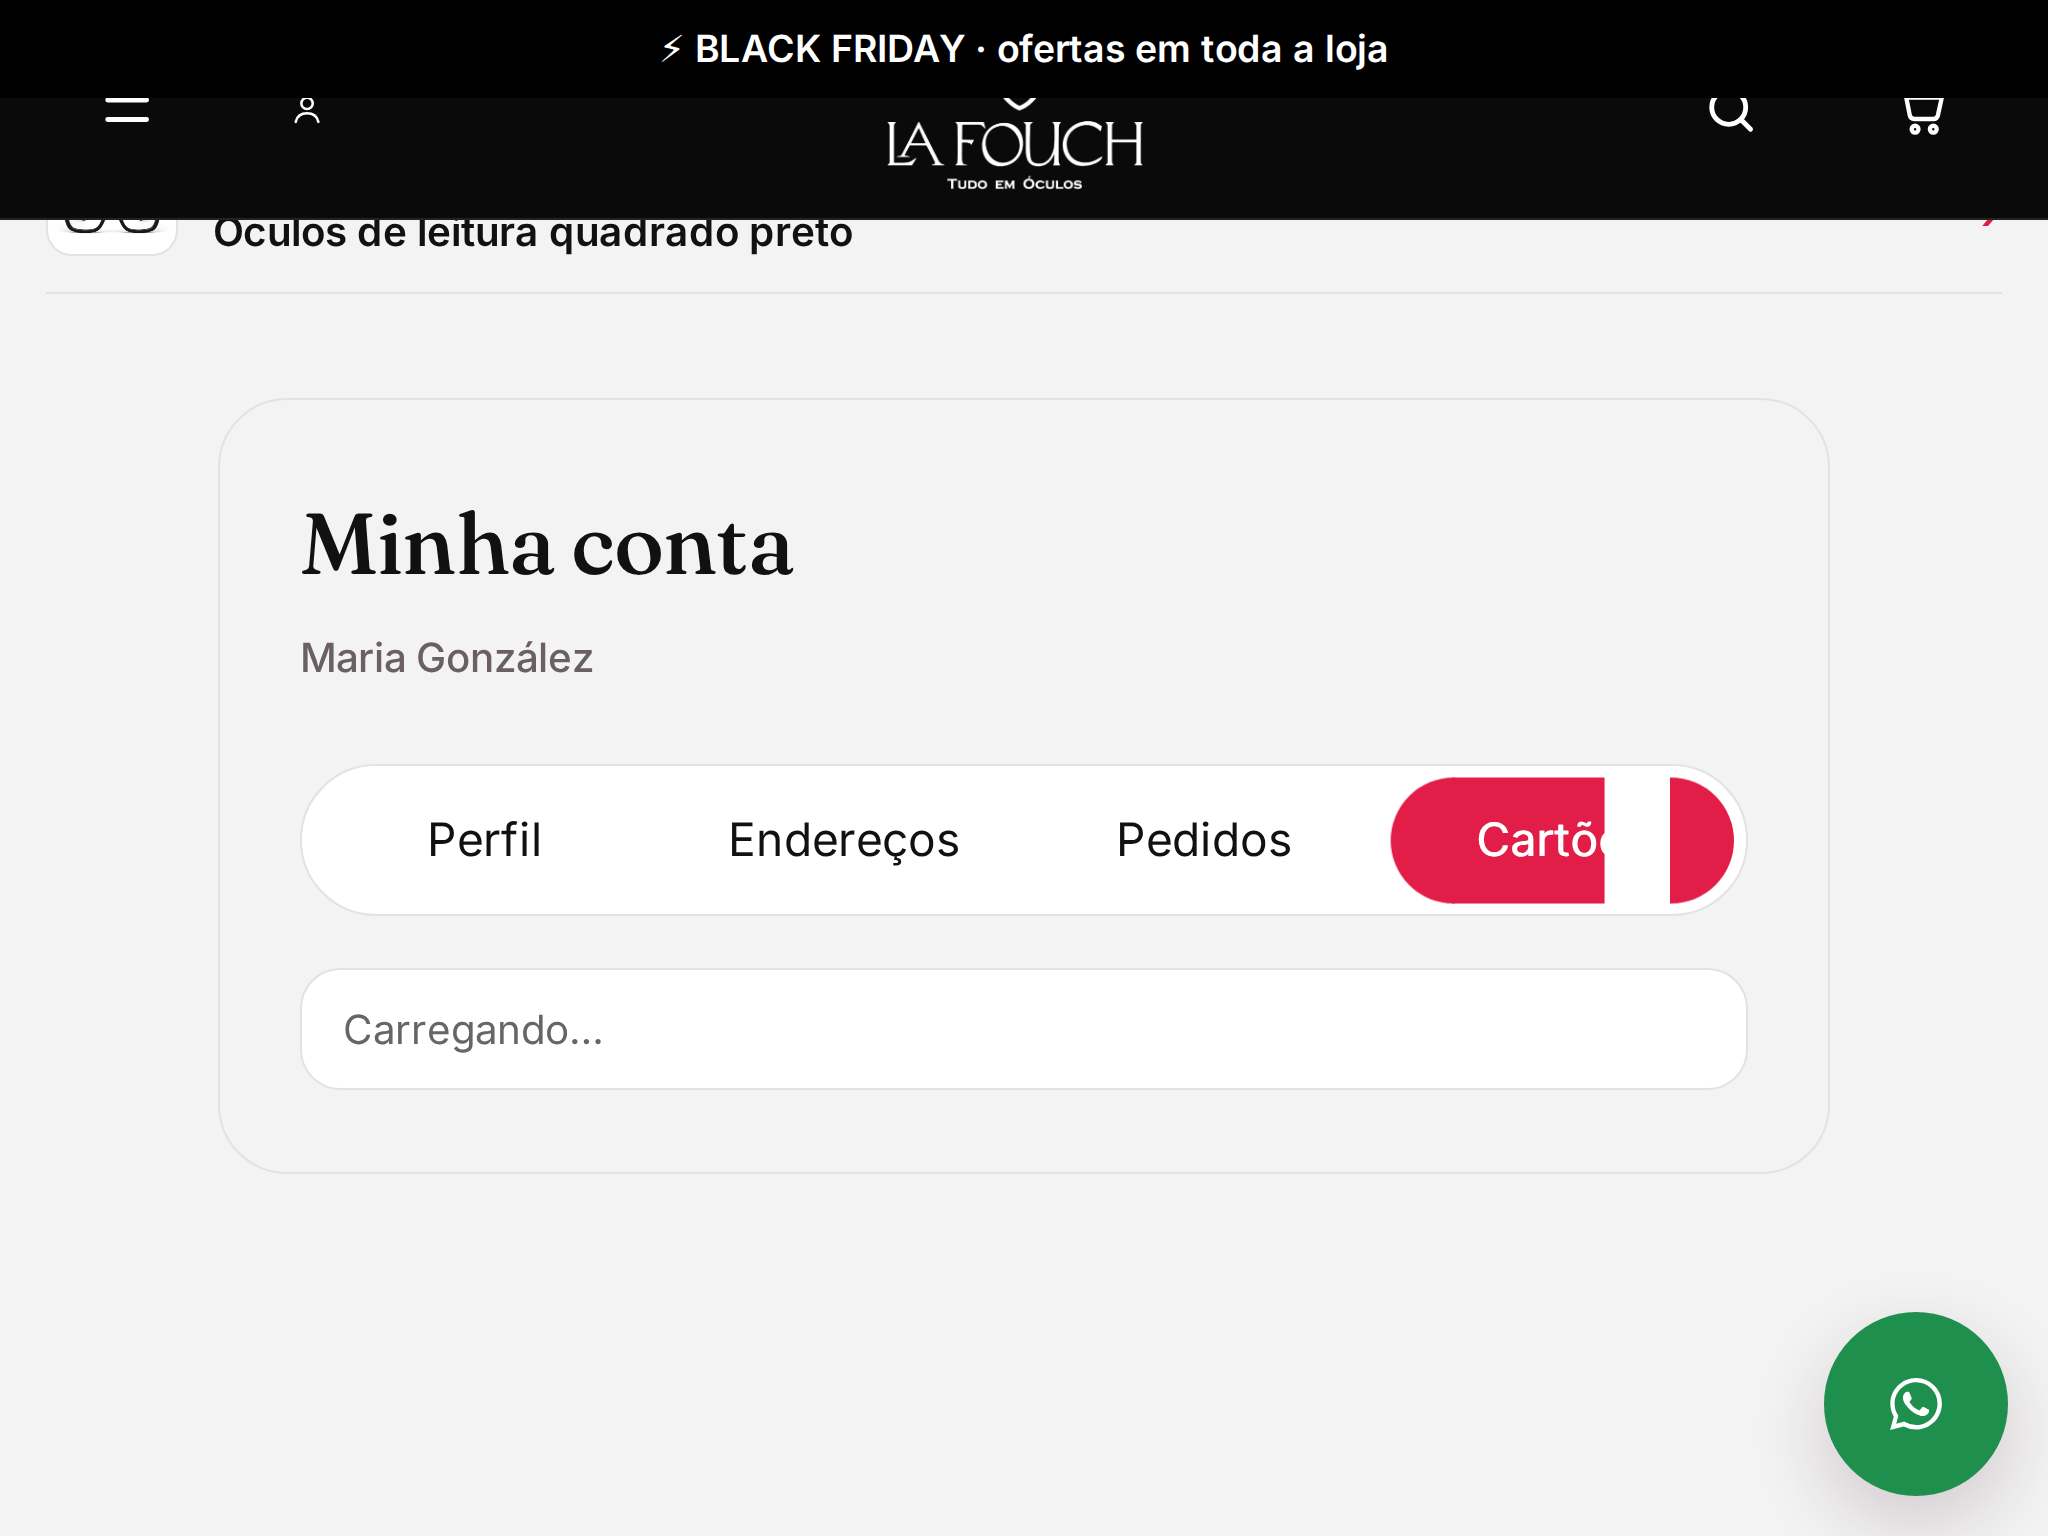 ⚡ BLACK FRIDAY · ofertas em toda a loja
LA FOUCH
TUDO EM ÓCULOS
Óculos de leitura quadrado preto
Minha conta
Maria González
Perfil
Endereços
Pedidos
Carregando...